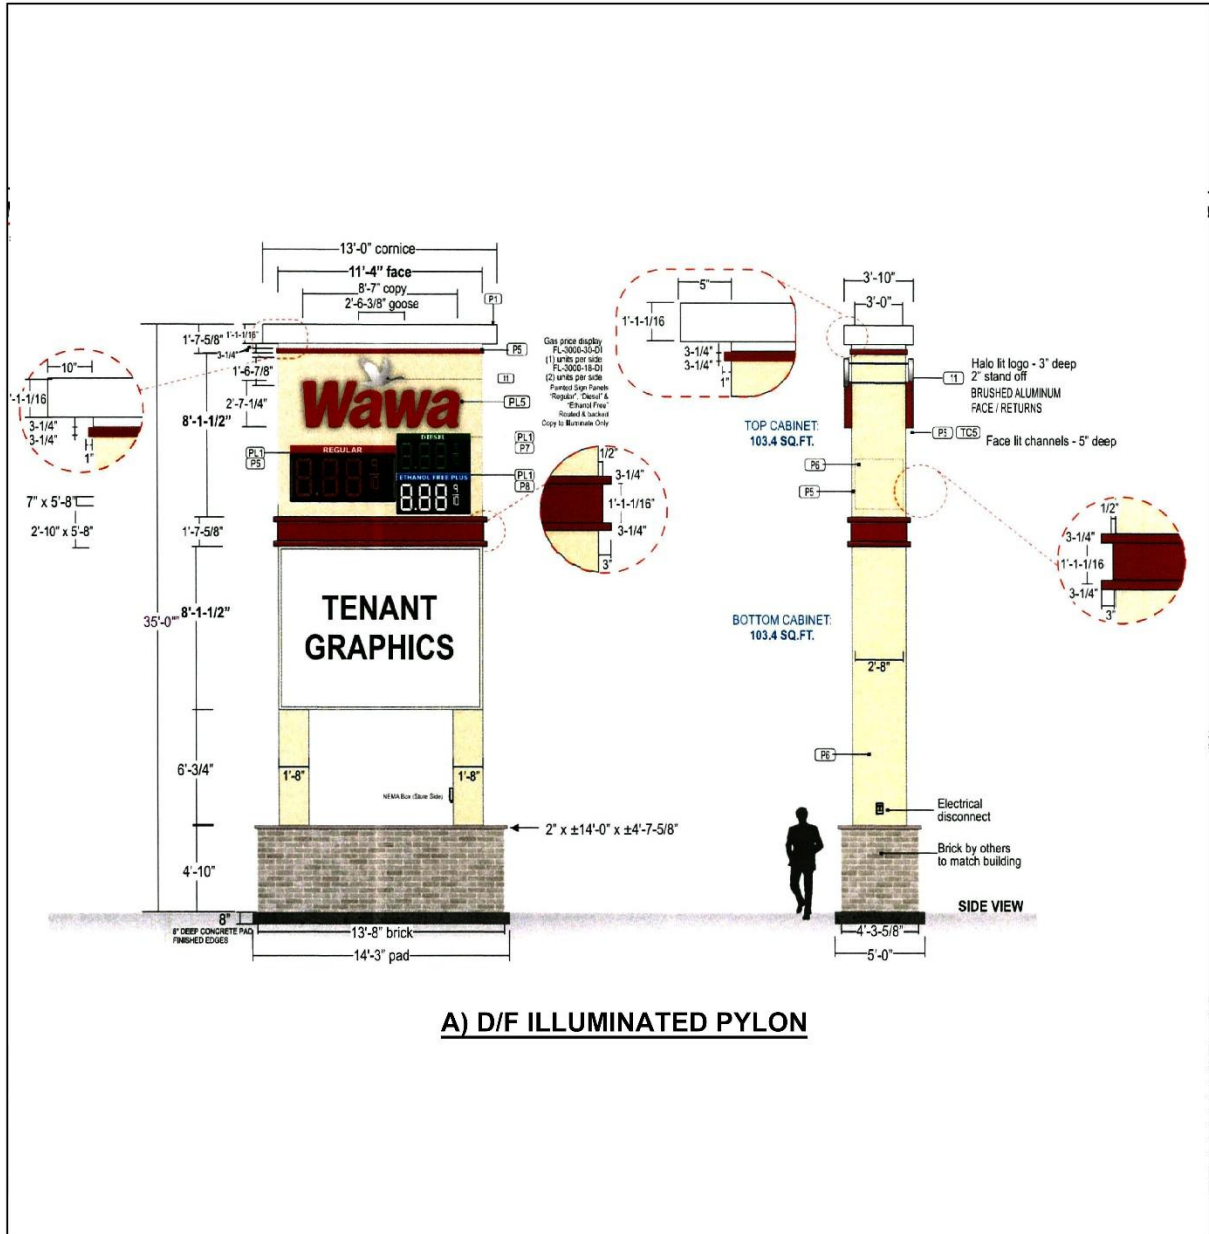 13'-0" cornice
11'-4" face
8'-7" copy
2'-6-3/8" goose
P1
1'-7-5/8"
1'-1-1/16"
3-1/4"
P5
1'-6-7/8"
11
2'-7-1/4"
8'-1-1/2"
Wawa
PL5
Gas price display
FL-3000-30-DI
(1) units per side
FL-3000-18-DI
(2) units per side
Painted Sign Panels
"Regular", "Diesel" &
"Ethanol Free"
Routed & backed
Copy to Illuminate Only
10"
'-1-1/16
3-1/4"
3-1/4"
1"
PL1
P5
REGULAR
8.88 9/10
DIESEL
8.88
ETHANOL FREE PLUS
8.88 9/10
PL1
P7
PL1
P8
1/2"
3-1/4"
1'-1-1/16"
3-1/4"
3"
7" x 5'-8"
2'-10" x 5'-8"
1'-7-5/8"
35'-0"
8'-1-1/2"
TENANT
GRAPHICS
6'-3/4"
1'-8"
1'-8"
NEMA Box (Store Side)
2" x ±14'-0" x ±4'-7-5/8"
4'-10"
8"
8" DEEP CONCRETE PAD
FINISHED EDGES
13'-8" brick
14'-3" pad
5"
1'-1-1/16
3-1/4"
3-1/4"
1"
3'-10"
3'-0"
Halo lit logo - 3" deep
2" stand off
BRUSHED ALUMINUM
FACE / RETURNS
11
TOP CABINET:
103.4 SQ.FT.
P5
TC5
Face lit channels - 5" deep
P6
P5
1/2"
3-1/4"
1'-1-1/16
3-1/4"
3"
BOTTOM CABINET:
103.4 SQ.FT.
2'-8"
P6
Electrical
disconnect
Brick by others
to match building
SIDE VIEW
4'-3-5/8"
5'-0"
A) D/F ILLUMINATED PYLON